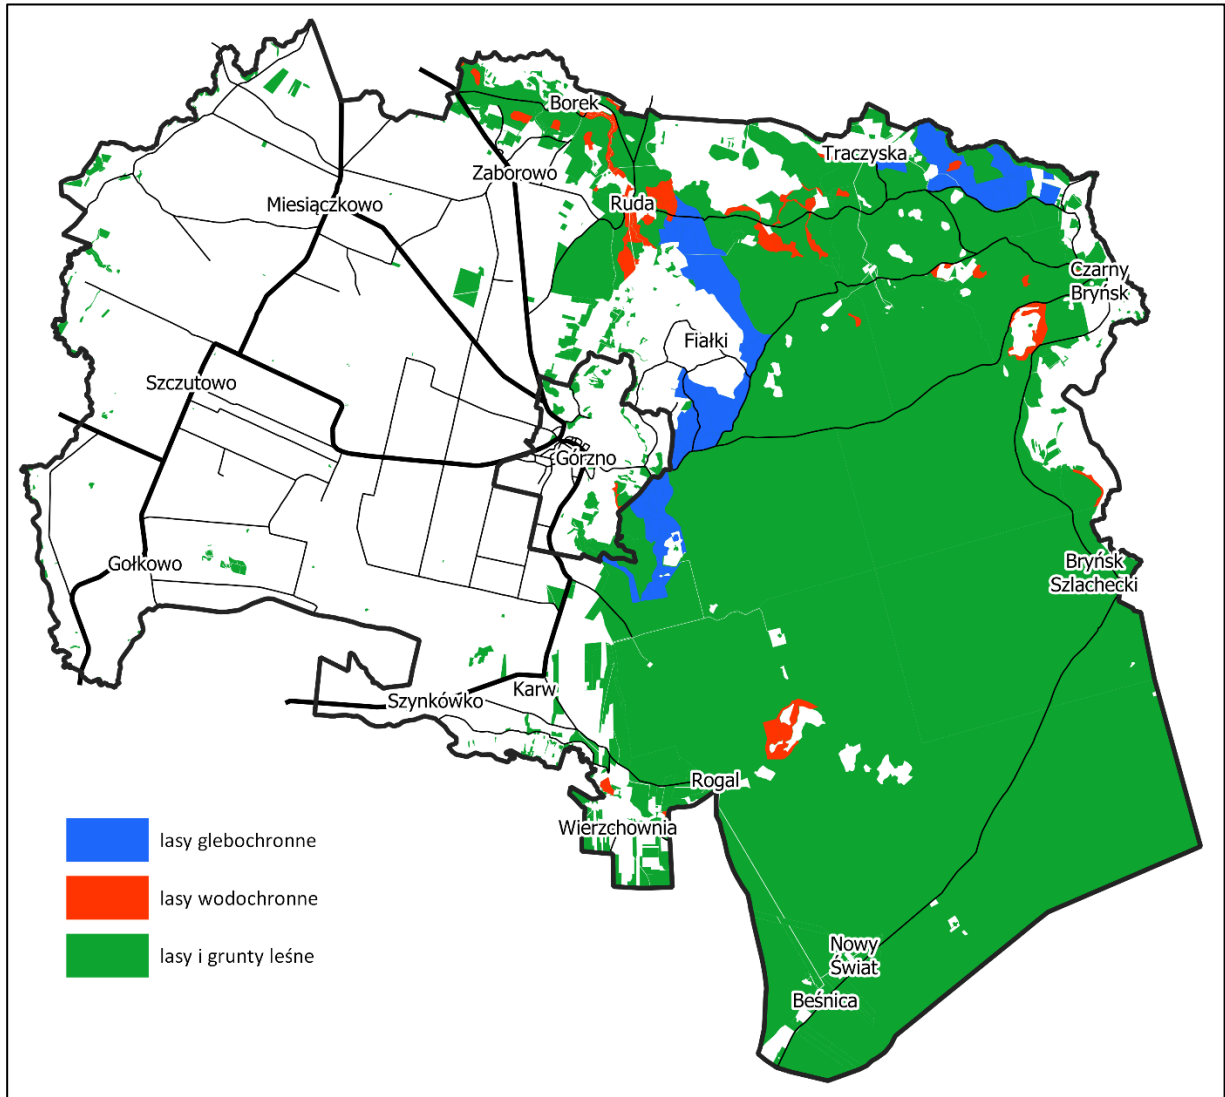 Borek
Traczyska
Zaborowo
Miesiączkowo
Ruda
Czarny
Bryńsk
Fiałki
Szczutowo
Górzno
Gołkowo
Bryńsk
Szlachecki
Karw
Szynkówko
Rogal
Wierzchownia
lasy glebochronne
lasy wodochronne
lasy i grunty leśne
Nowy
Świat
Beśnica